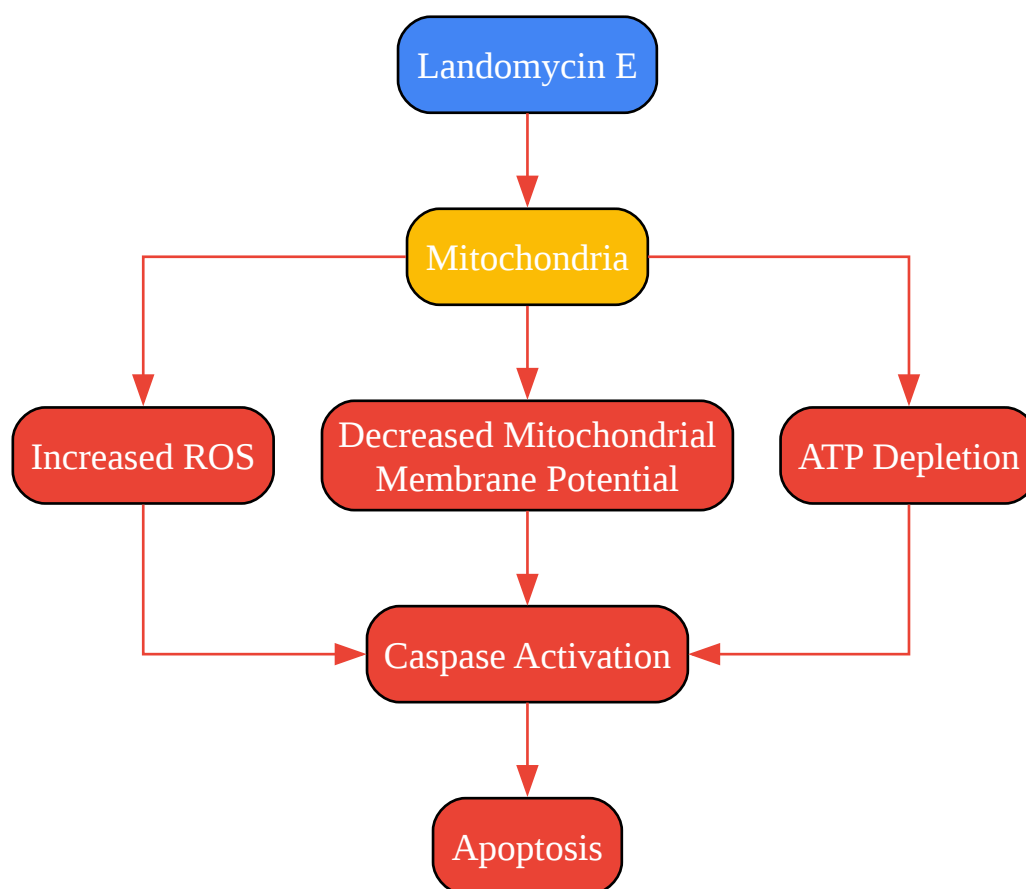 Landomycin E
Mitochondria
Increased ROS
Decreased Mitochondrial
Membrane Potential
ATP Depletion
Caspase Activation
Apoptosis